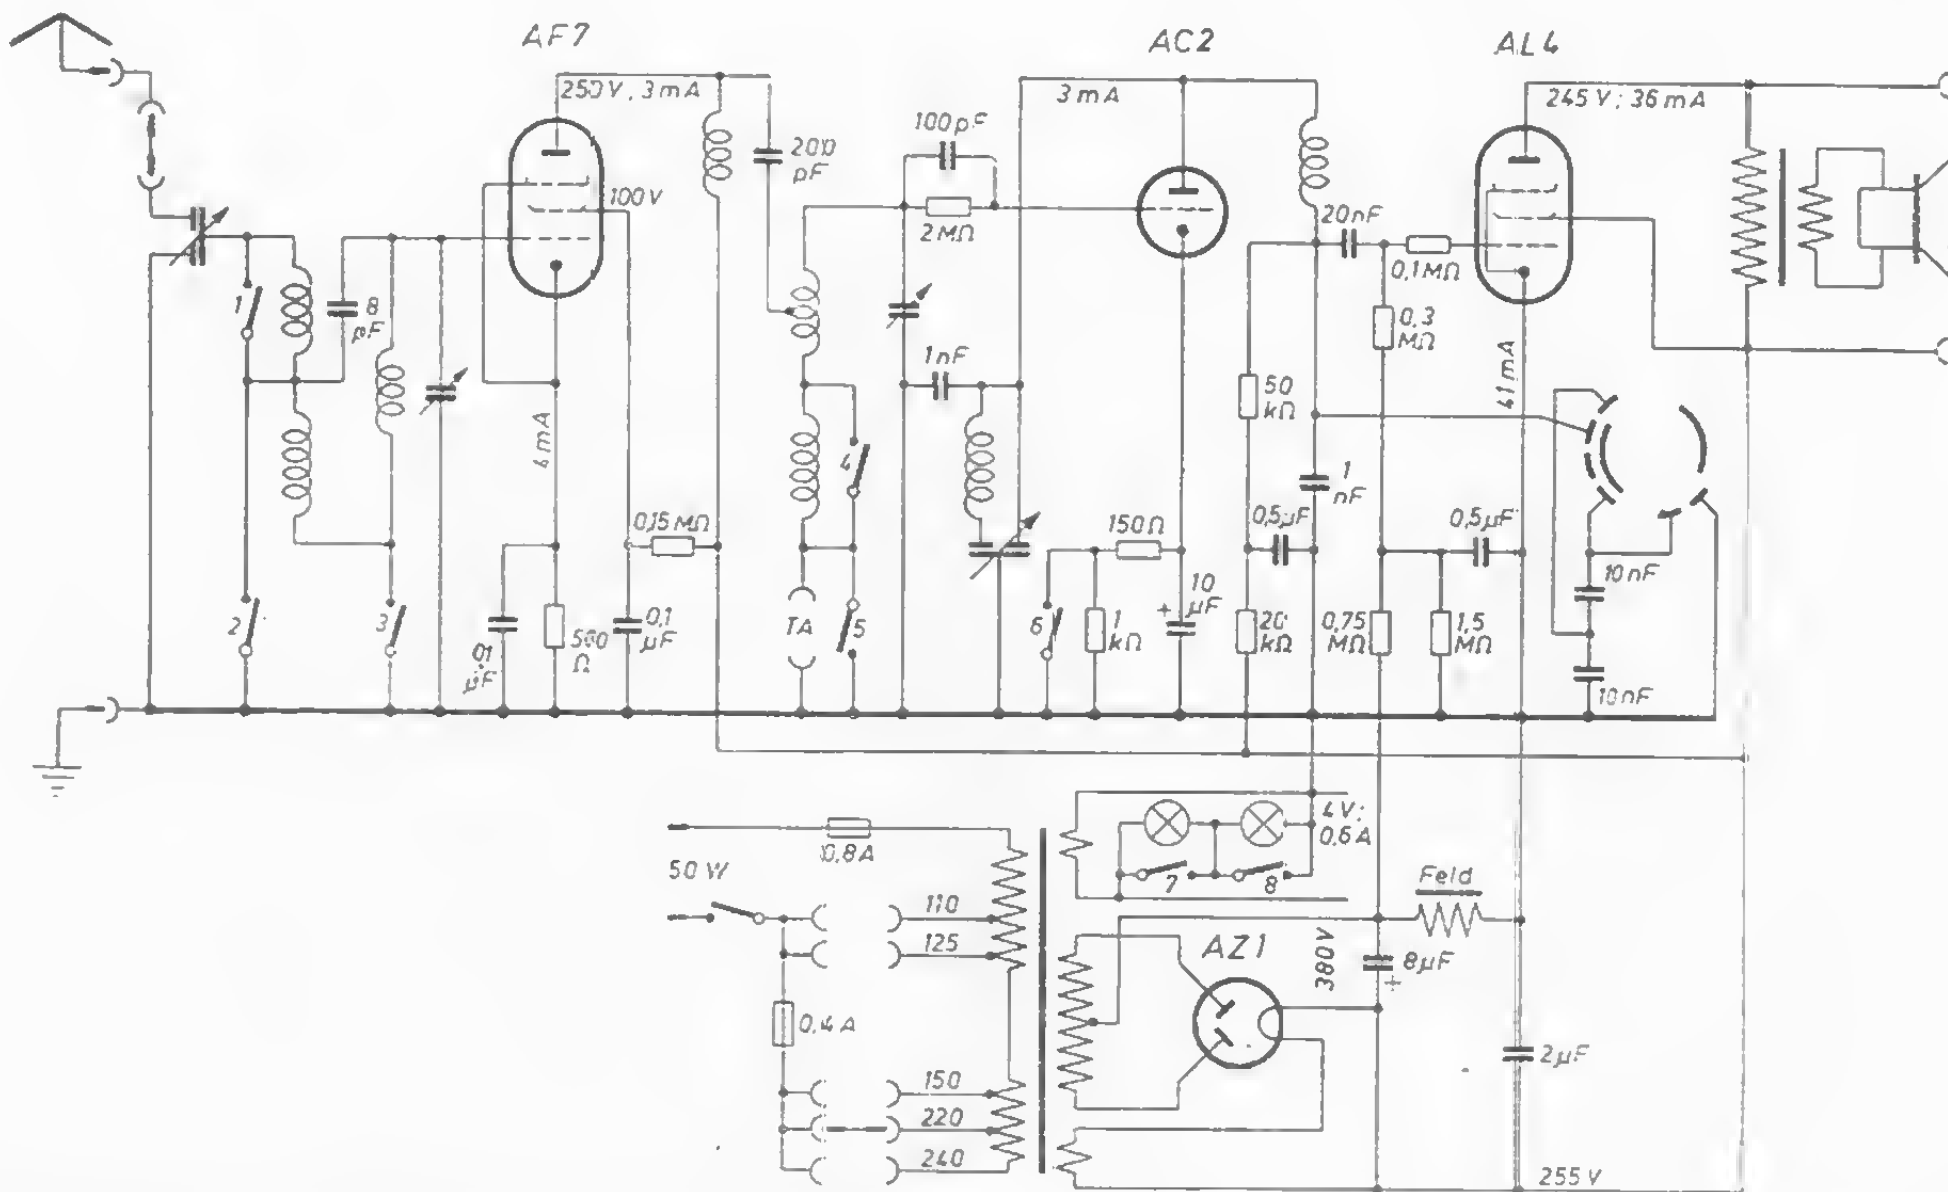 AF7
AC2
AL4
250V, 3mA
3mA
245V; 36mA
100V
200
pF
100pF
2MΩ
20nF
0,1MΩ
1
8
pF
0,3
MΩ
1nF
41mA
50
kΩ
4mA
4
1
nF
0,15MΩ
150Ω
0,5µF
0,5µF
10nF
2
3
500
Ω
0,1
µF
TA
5
6
1
kΩ
10
µF
+
20
kΩ
0,75
MΩ
1,5
MΩ
10nF
0,1
µF
0,8A
4V;
0,6A
50W
7
8
Feld
110
125
AZ1
380V
8µF
+
0,4A
2µF
150
220
240
255V